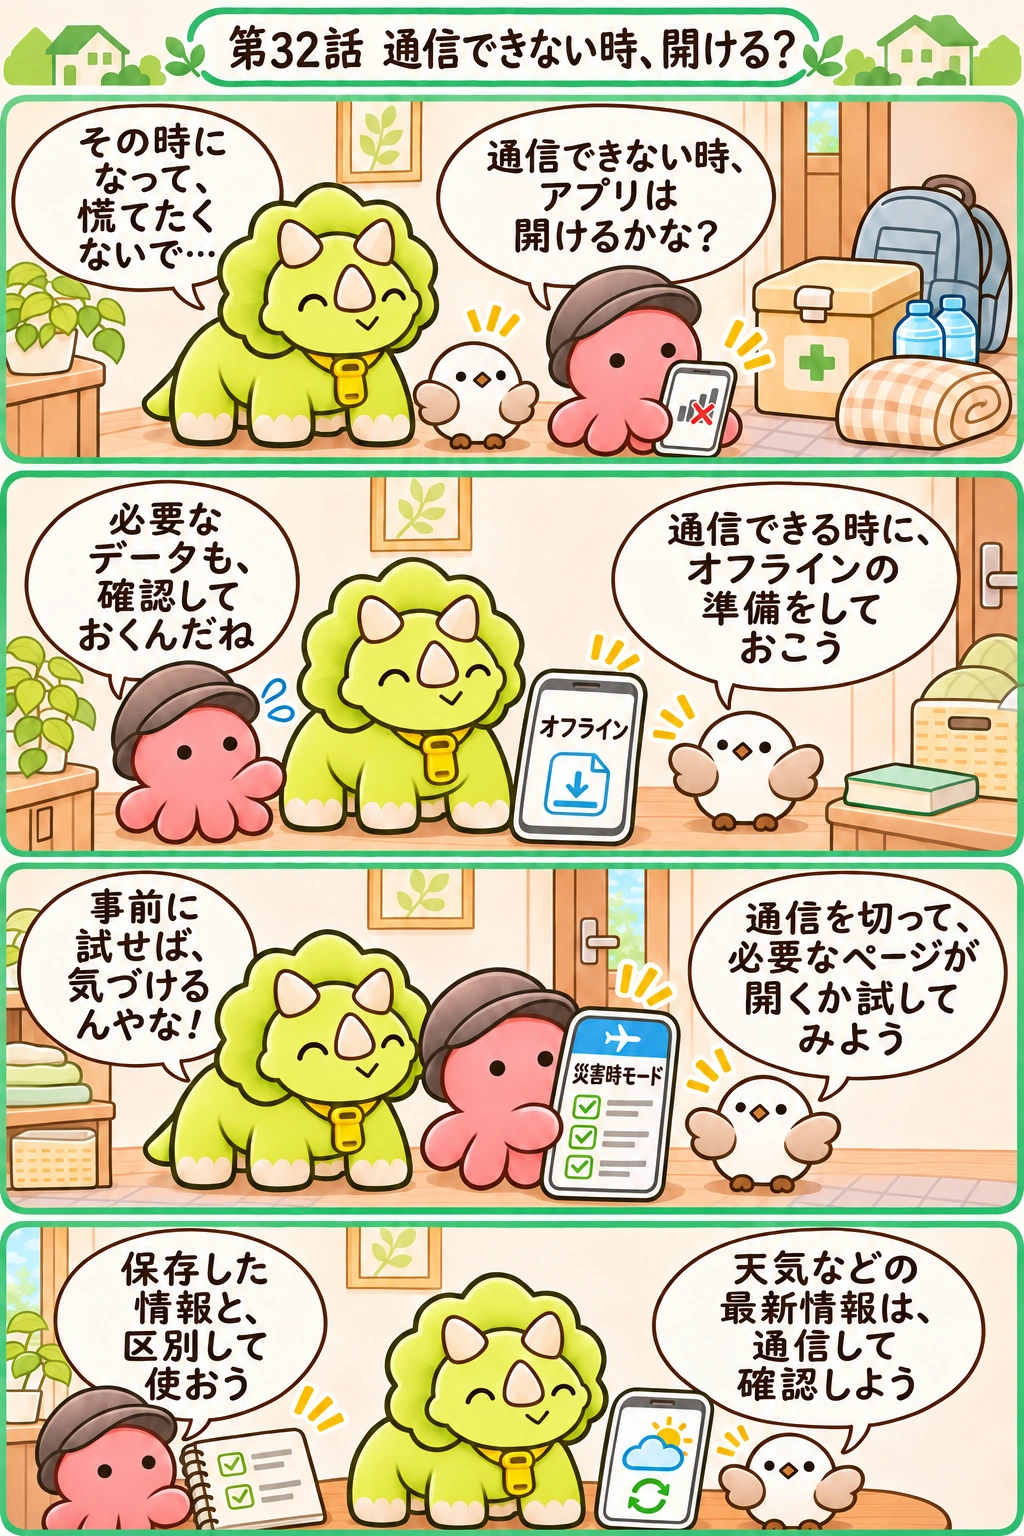 第32話 通信できない時、開ける?
その時に
なって、
慌てたく
ないで…
通信できない時、
アプリは
開けるかな?
必要な
データも、
確認して
おくんだね
通信できる時に、
オフラインの
準備をして
おこう
オフライン
事前に
試せば、
気づける
んやな!
通信を切って、
必要なページが
開くか試して
みよう
災害時モード
保存した
情報と、
区別して
使おう
天気などの
最新情報は、
通信して
確認しよう